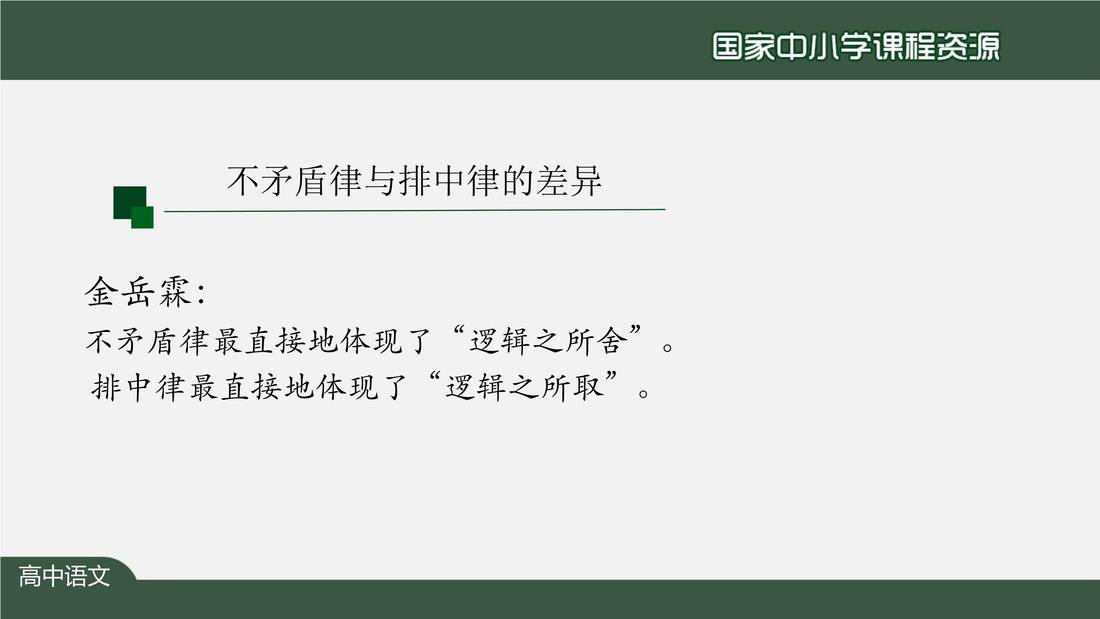 国家中小学课程资源
不矛盾律与排中律的差异
金岳霖：
不矛盾律最直接地体现了“逻辑之所舍”。
排中律最直接地体现了“逻辑之所取”。
高中语文